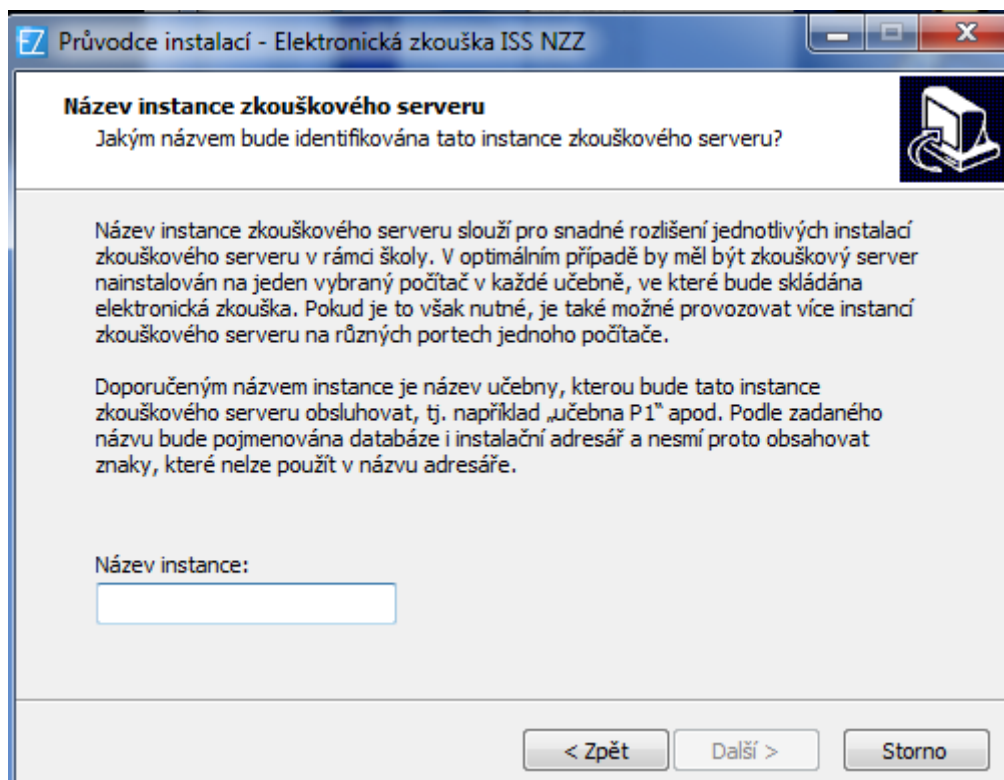 EZ Průvodce instalací - Elektronická zkouška ISS NZZ
Název instance zkouškového serveru
Jakým názvem bude identifikována tato instance zkouškového serveru?
Název instance zkouškového serveru slouží pro snadné rozlišení jednotlivých instalací
zkouškového serveru v rámci školy. V optimálním případě by měl být zkouškový server
nainstalován na jeden vybraný počítač v každé učebně, ve které bude skládána
elektronická zkouška. Pokud je to však nutné, je také možné provozovat více instancí
zkouškového serveru na různých portech jednoho počítače.
Doporučeným názvem instance je název učebny, kterou bude tato instance
zkouškového serveru obsluhovat, tj. například „učebna P1“ apod. Podle zadaného
názvu bude pojmenována databáze i instalační adresář a nesmí proto obsahovat
znaky, které nelze použít v názvu adresáře.
Název instance:
< Zpět
Další >
Storno